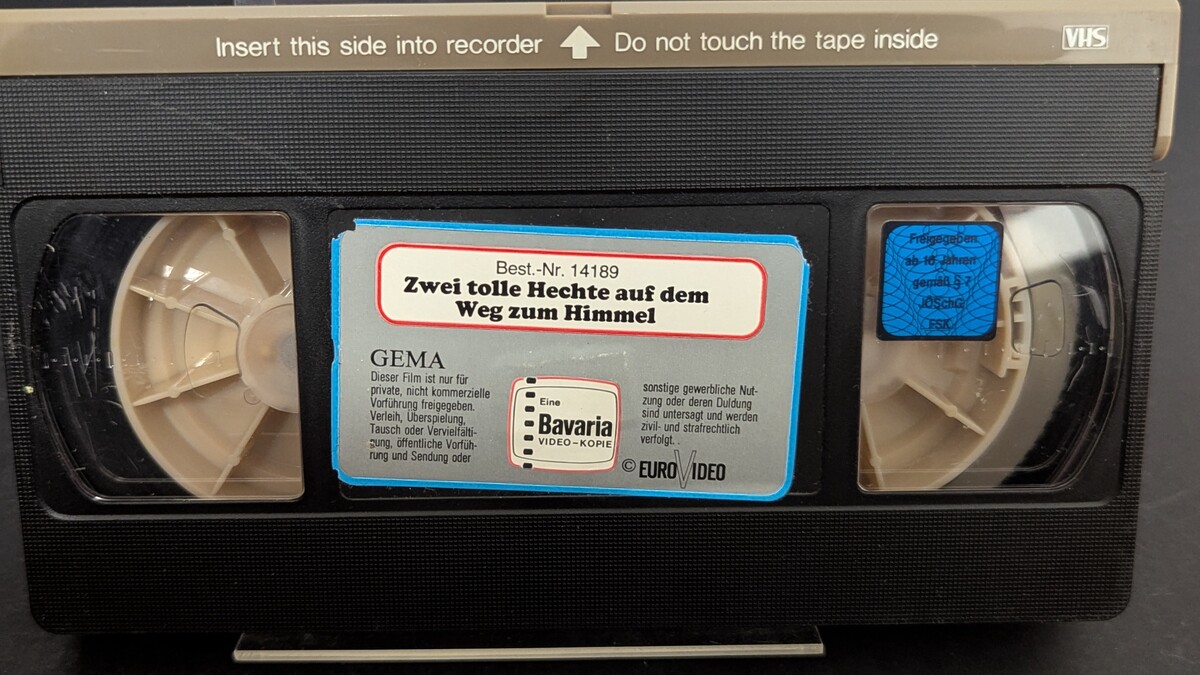 Insert this side into recorder Do not touch the tape inside VHS
Best.-Nr. 14189
Zwei tolle Hechte auf dem
Weg zum Himmel
GEMA
Dieser Film ist nur für
private, nicht kommerzielle
Vorführung freigegeben.
Verleih, Überspielung,
Tausch oder Vervielfälti-
gung, öffentliche Vorfüh-
rung und Sendung oder
Eine
Bavaria
VIDEO-KOPIE
sonstige gewerbliche Nut-
zung oder deren Duldung
sind untersagt und werden
zivil- und strafrechtlich
verfolgt..
© EUROVIDEO
Freigegeben
ab 16 Jahren
gemäß § 7
JÖSchG
FSK